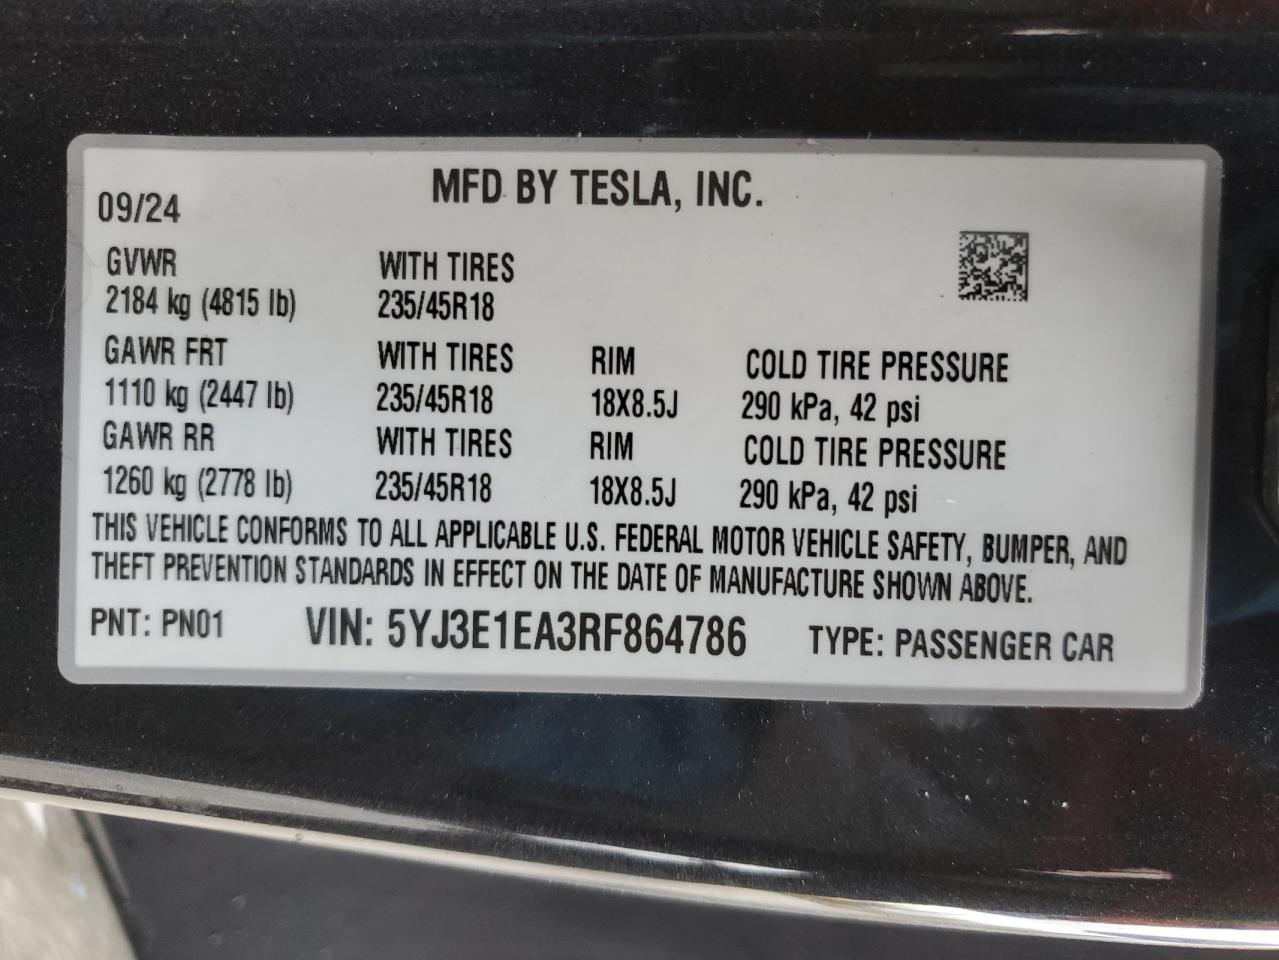 MFD BY TESLA, INC.
09/24
GVWR WITH TIRES
2184 kg (4815 lb) 235/45R18
GAWR FRT WITH TIRES RIM COLD TIRE PRESSURE
1110 kg (2447 lb) 235/45R18 18X8.5J 290 kPa, 42 psi
GAWR RR WITH TIRES RIM COLD TIRE PRESSURE
1260 kg (2778 lb) 235/45R18 18X8.5J 290 kPa, 42 psi
THIS VEHICLE CONFORMS TO ALL APPLICABLE U.S. FEDERAL MOTOR VEHICLE SAFETY, BUMPER, AND
THEFT PREVENTION STANDARDS IN EFFECT ON THE DATE OF MANUFACTURE SHOWN ABOVE.
PNT: PN01 VIN: 5YJ3E1EA3RF864786 TYPE: PASSENGER CAR